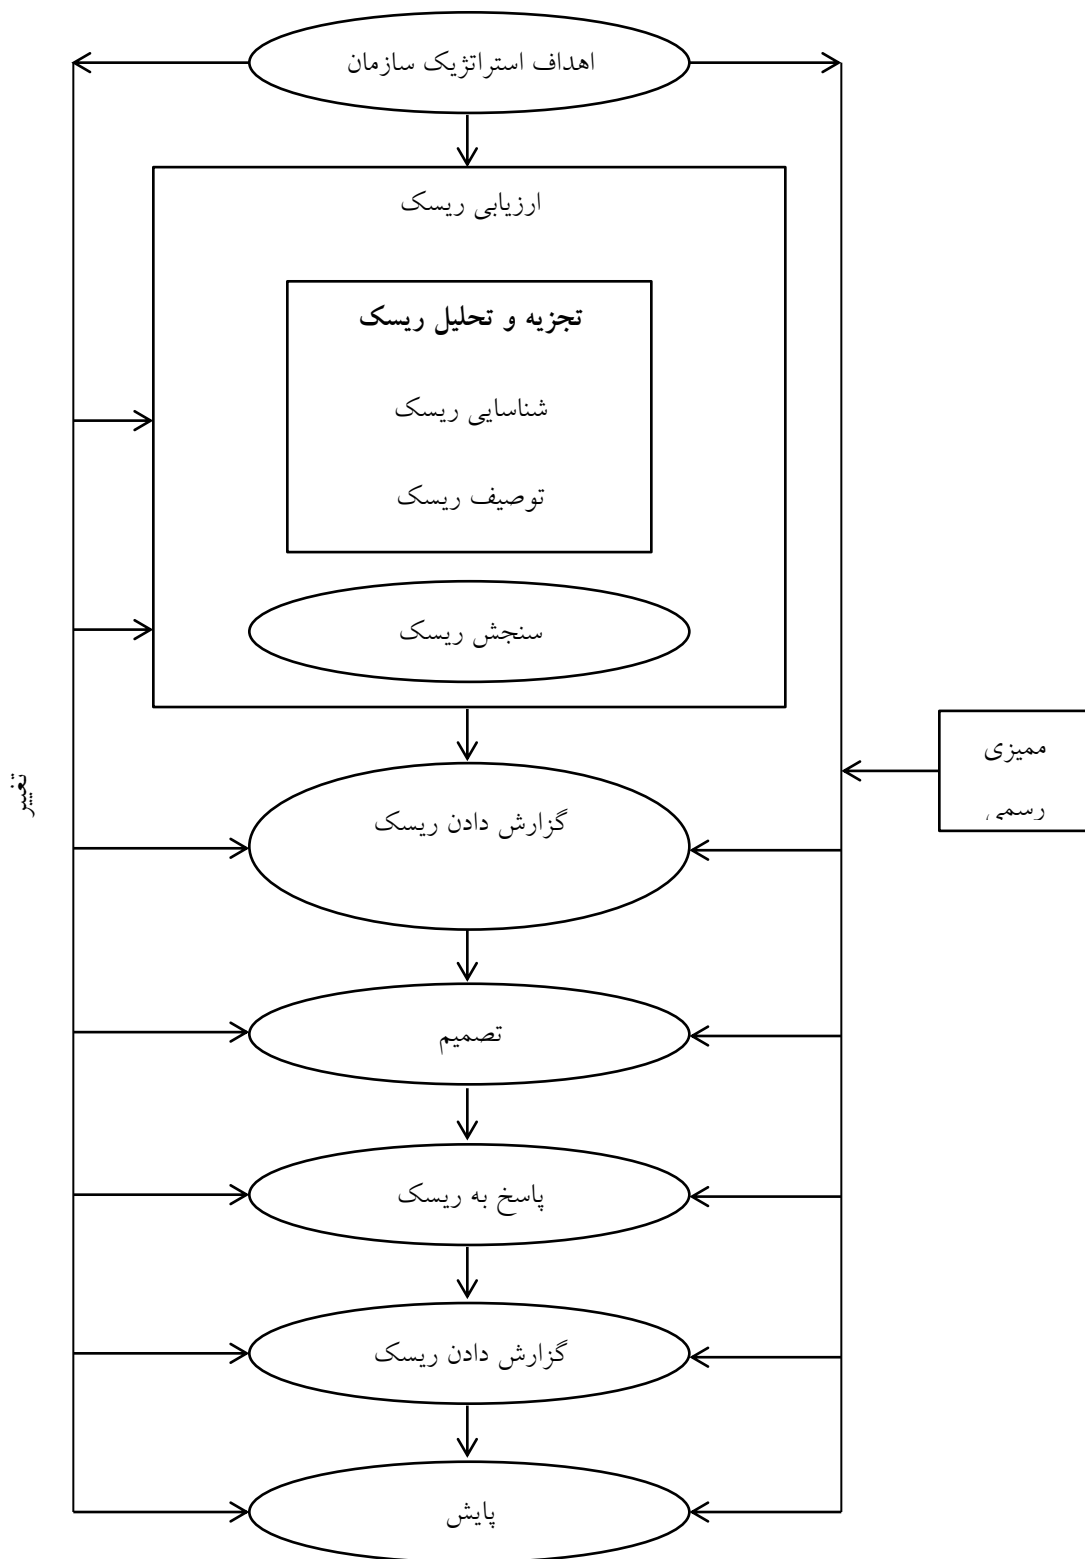 اهداف استراتژیک سازمان
ارزیابی ریسک
تجزیه و تحلیل ریسک
شناسایی ریسک
توصیف ریسک
سنجش ریسک
ممیزی
رسمی
تغییر
گزارش دادن ریسک
تصمیم
پاسخ به ریسک
گزارش دادن ریسک
پایش